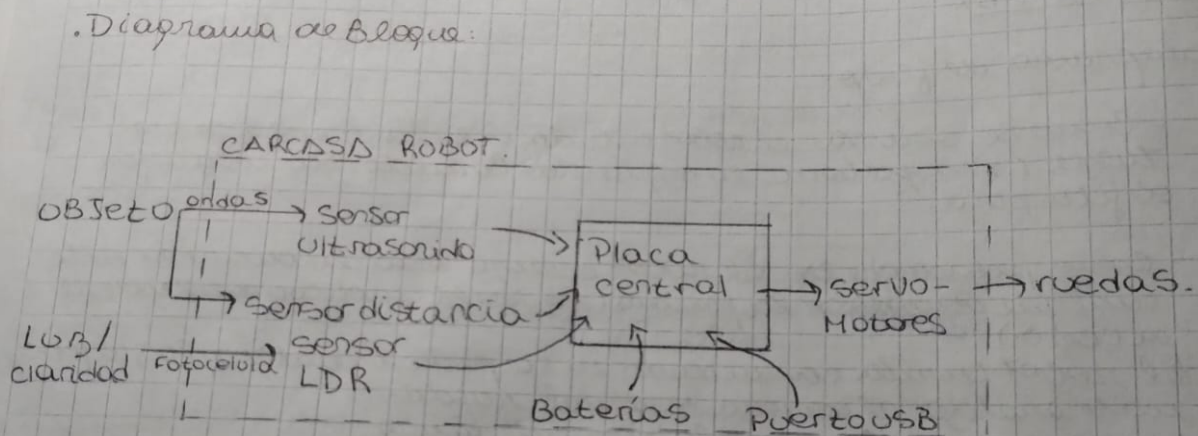 .Diagrama de Bloque:
CARCASA ROBOT.
OBJeto ondas sensor
Ultrasonido
Placa
central
servo-
Motores
ruedas.
sensor distancia
LUZ/
claridad
Fotocelula
sensor
LDR
Baterías
Puerto USB